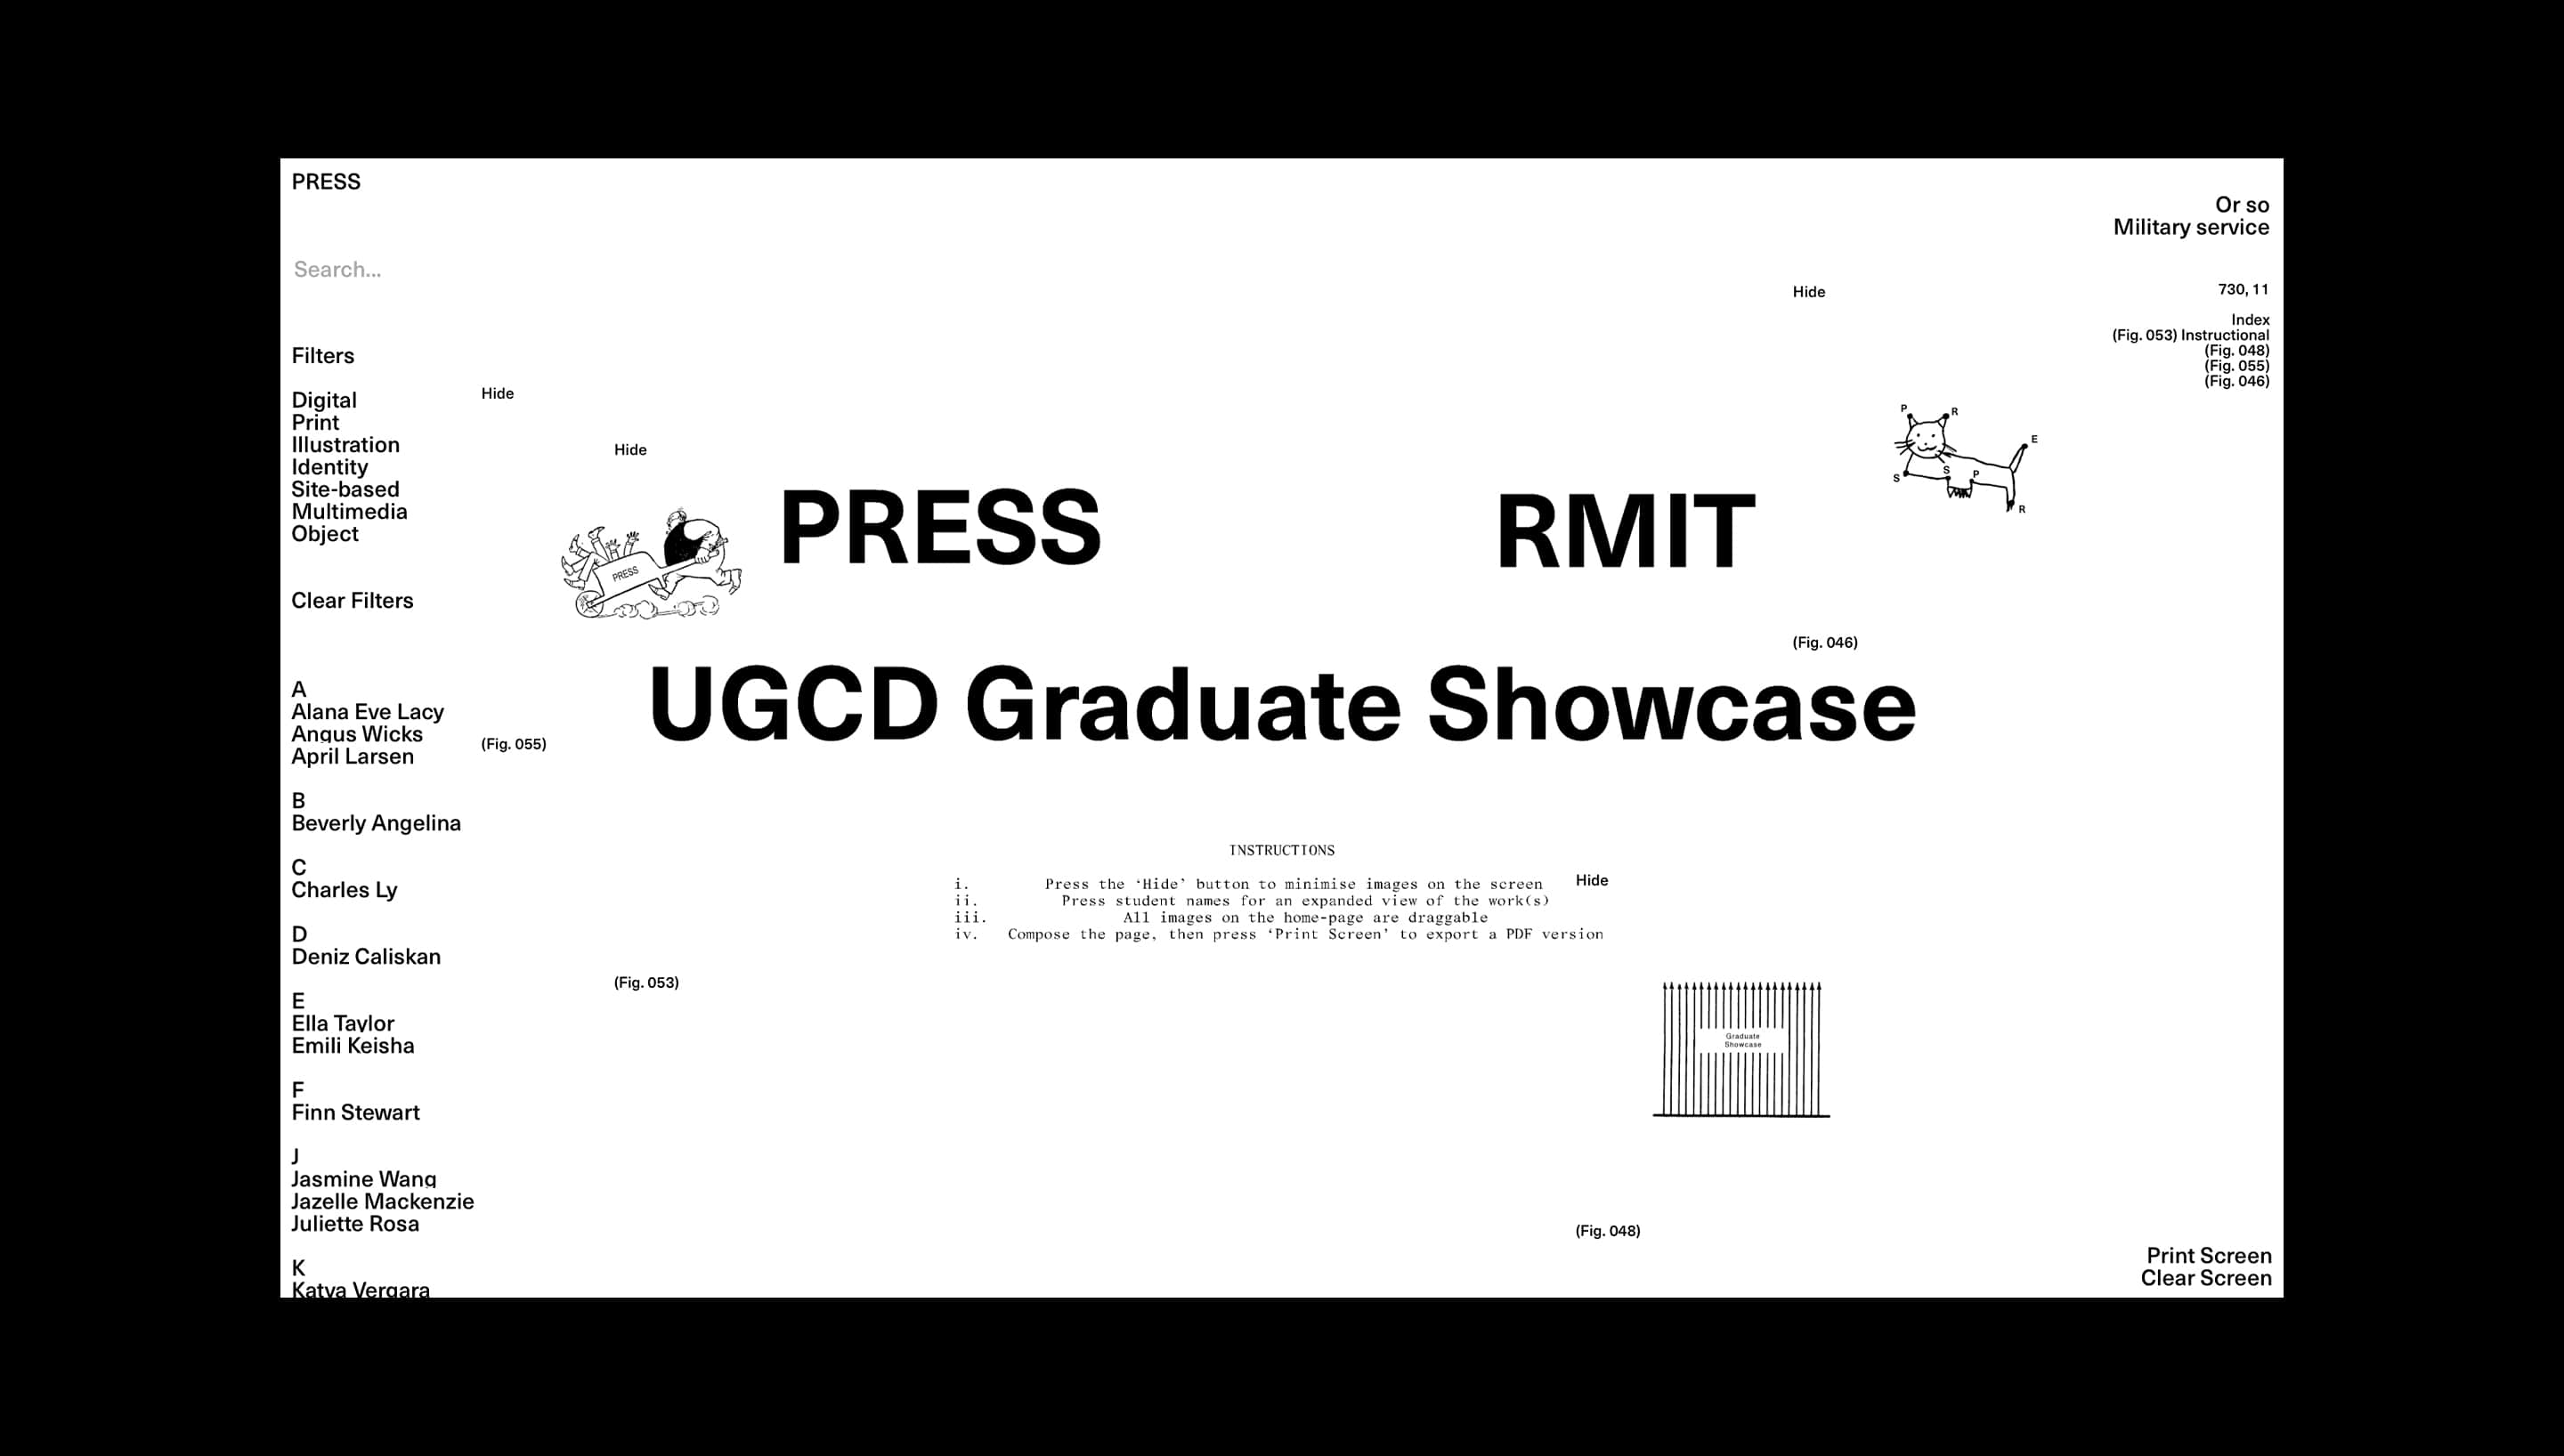 PRESS
Search...
Filters
Digital
Print
Illustration
Identity
Site-based
Multimedia
Object
Clear Filters
A
Alana Eve Lacy
Angus Wicks
April Larsen
B
Beverly Angelina
C
Charles Ly
D
Deniz Caliskan
E
Ella Taylor
Emili Keisha
F
Finn Stewart
J
Jasmine Wang
Jazelle Mackenzie
Juliette Rosa
K
Katya Vergara
Hide
(Fig. 055)
Hide
PRESS
(Fig. 053)
PRESS
RMIT
UGCD Graduate Showcase
INSTRUCTIONS
i. Press the ‘Hide’ button to minimise images on the screen
ii. Press student names for an expanded view of the work(s)
iii. All images on the home-page are draggable
iv. Compose the page, then press ‘Print Screen’ to export a PDF version
Hide
Graduate
Showcase
(Fig. 048)
Hide
P R
E
S S P
R
(Fig. 046)
Or so
Military service
730, 11
Index
(Fig. 053) Instructional
(Fig. 048)
(Fig. 055)
(Fig. 046)
Print Screen
Clear Screen